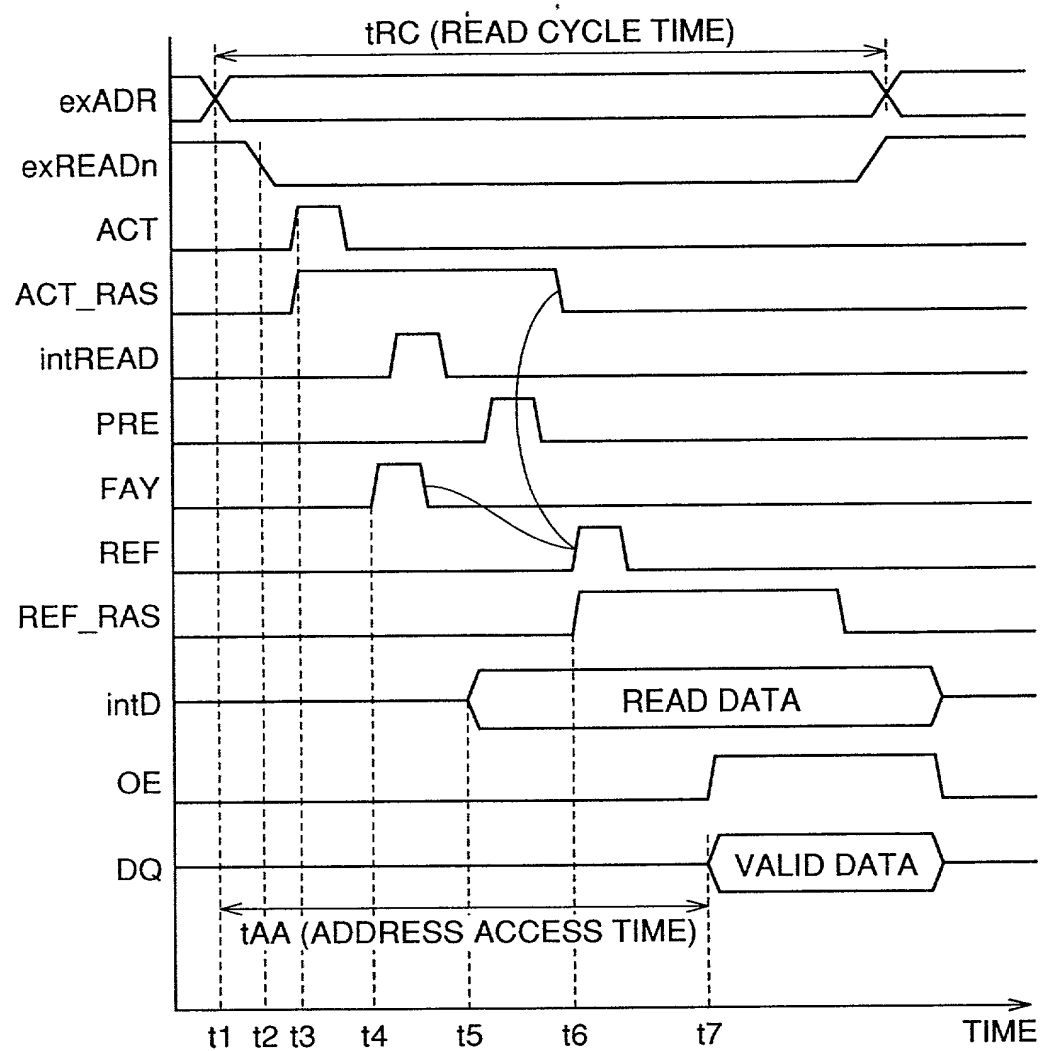 tRC (READ CYCLE TIME)
exADR
exREADn
ACT
ACT_RAS
intREAD
PRE
FAY
REF
REF_RAS
intD
READ DATA
OE
DQ
VALID DATA
tAA (ADDRESS ACCESS TIME)
t1 t2 t3 t4 t5 t6 t7 TIME